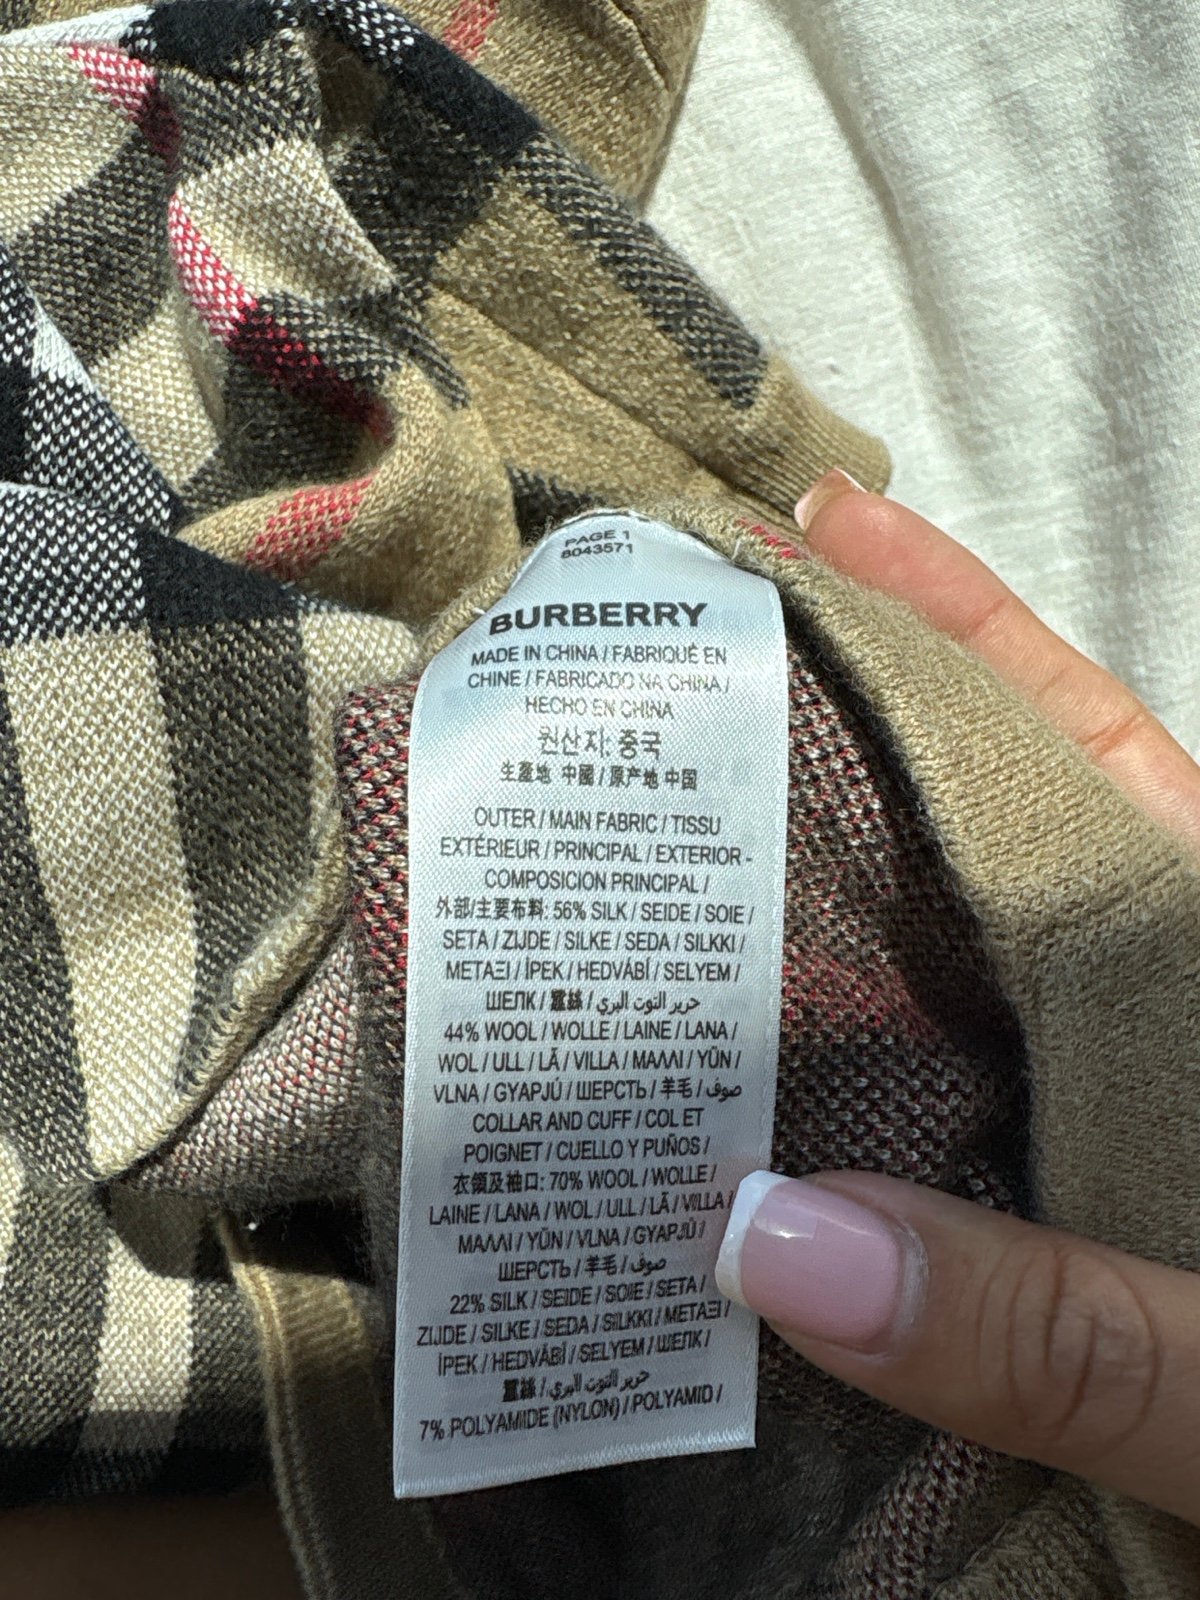 PAGE 1
8043571
BURBERRY
MADE IN CHINA / FABRIQUÉ EN
CHINE / FABRICADO NA CHINA /
HECHO EN CHINA
원산지: 중국
生產地 中國 / 原产地 中国
OUTER / MAIN FABRIC / TISSU
EXTÉRIEUR / PRINCIPAL / EXTERIOR -
COMPOSICION PRINCIPAL /
外部/主要布料: 56% SILK / SEIDE / SOIE /
SETA / ZIJDE / SILKE / SEDA / SILKKI /
ΜΕΤΑΞΙ / İPEK / HEDVÁBÍ / SELYEM /
ШЕЛК / 蠶絲 / حرير التوت البري
44% WOOL / WOLLE / LAINE / LANA /
WOL / ULL / LÃ / VILLA / ΜΑΛΛΙ / YÜN /
VLNA / GYAPJÚ / ШЕРСТЬ / 羊毛 / صوف
COLLAR AND CUFF / COL ET
POIGNET / CUELLO Y PUÑOS /
衣領及袖口: 70% WOOL / WOLLE /
LAINE / LANA / WOL / ULL / LÃ / VILLA /
ΜΑΛΛΙ / YÜN / VLNA / GYAPJÚ /
ШЕРСТЬ / 羊毛 / صوف
22% SILK / SEIDE / SOIE / SETA /
ZIJDE / SILKE / SEDA / SILKKI / ΜΕΤΑΞΙ /
İPEK / HEDVÁBÍ / SELYEM / ШЕЛК /
蠶絲 / حرير التوت البري
7% POLYAMIDE (NYLON) / POLYAMID /